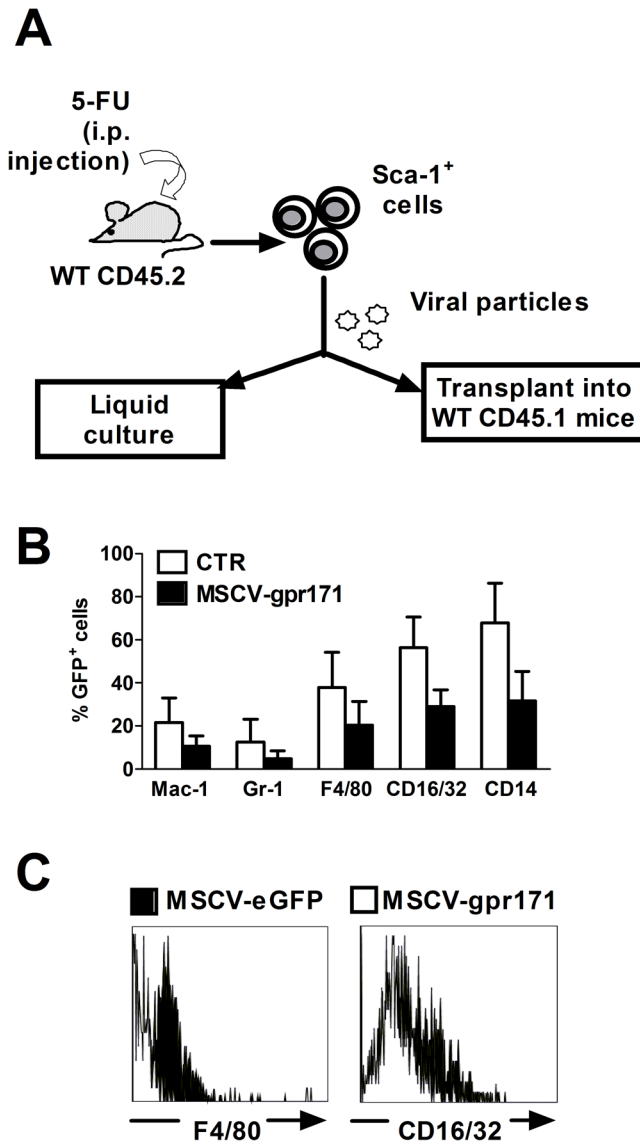 A
5-FU
(i.p.
injection)
WT CD45.2
Sca-1+
cells
Viral particles
Liquid
culture
Transplant into
WT CD45.1 mice
B
CTR
MSCV-gpr171
% GFP+ cells
100
80
60
40
20
0
Mac-1 Gr-1 F4/80 CD16/32 CD14
C
MSCV-eGFP MSCV-gpr171
F4/80 CD16/32